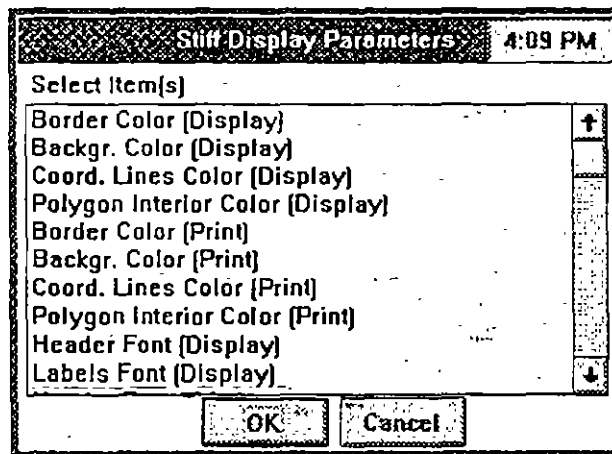 Stiff Display Parameters 4:09 PM
Select Item(s)
Border Color (Display)
Backgr. Color (Display)
Coord. Lines Color (Display)
Polygon Interior Color (Display)
Border Color (Print)
Backgr. Color (Print)
Coord. Lines Color (Print)
Polygon Interior Color (Print)
Header Font (Display)
Labels Font (Display)
OK Cancel